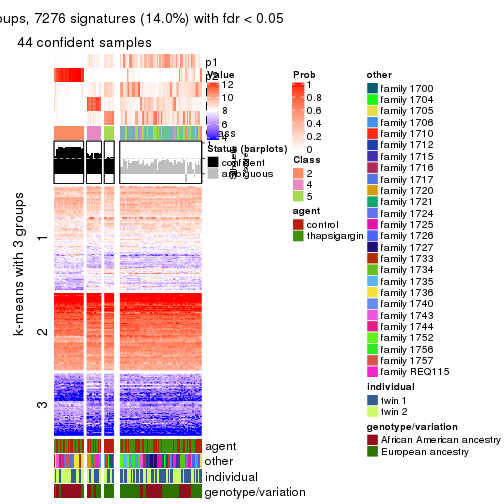 oups, 7276 signatures (14.0%) with fdr < 0.05
44 confident samples
p1
p2
Value
12
10
8
6
Prob
1
0.8
0.6
0.4
0.2
0
Class
2
4
5
agent
control
thapsigargin
Status (barplots)
confident
ambiguous
k-means with 3 groups
1
2
3
agent
other
individual
genotype/variation
other
family 1700
family 1704
family 1705
family 1706
family 1710
family 1712
family 1715
family 1716
family 1717
family 1720
family 1721
family 1724
family 1725
family 1726
family 1727
family 1733
family 1734
family 1735
family 1736
family 1740
family 1743
family 1744
family 1752
family 1756
family 1757
family REQ115
individual
twin 1
twin 2
genotype/variation
African American ancestry
European ancestry